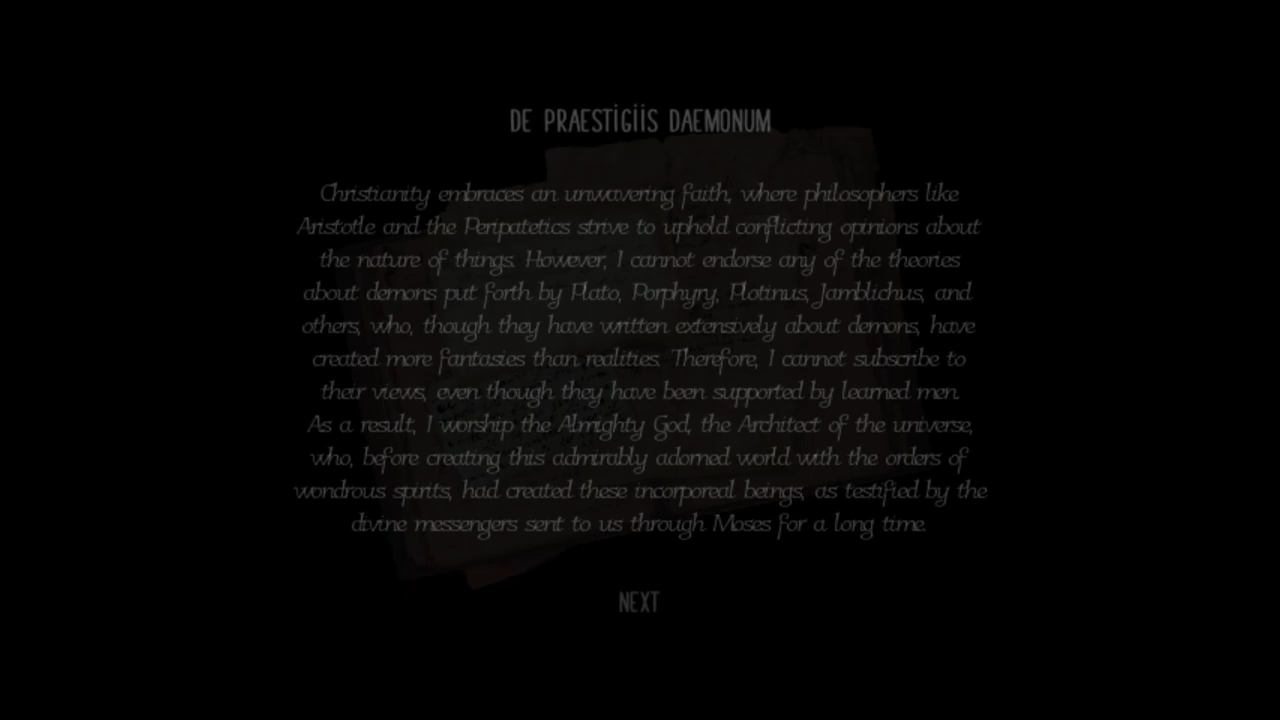 DE PRAESTIGIIS DAEMONUM
Christianity embraces an unwavering faith, where philosophers like
Aristotle and the Peripatetics strive to uphold conflicting opinions about
the nature of things. However, I cannot endorse any of the theories
about demons put forth by Plato, Porphyry, Plotinus, Jamblichus, and
others, who, though they have written extensively about demons, have
created more fantasies than realities. Therefore, I cannot subscribe to
their views, even though they have been supported by learned men.
As a result, I worship the Almighty God, the Architect of the universe,
who, before creating this admirably adorned world with the orders of
wondrous spirits, had created these incorporeal beings, as testified by the
divine messengers sent to us through Moses for a long time.
NEXT